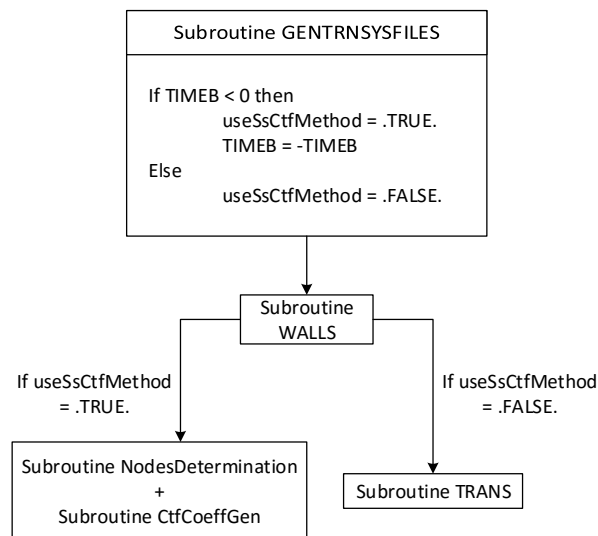 Subroutine GENTRNSYSFILES
If TIMEB < 0 then
useSsCtfMethod = .TRUE.
TIMEB = -TIMEB
Else
useSsCtfMethod = .FALSE.
Subroutine
WALLS
If useSsCtfMethod
= .TRUE.
If useSsCtfMethod
= .FALSE.
Subroutine NodesDetermination
+
Subroutine CtfCoeffGen
Subroutine TRANS